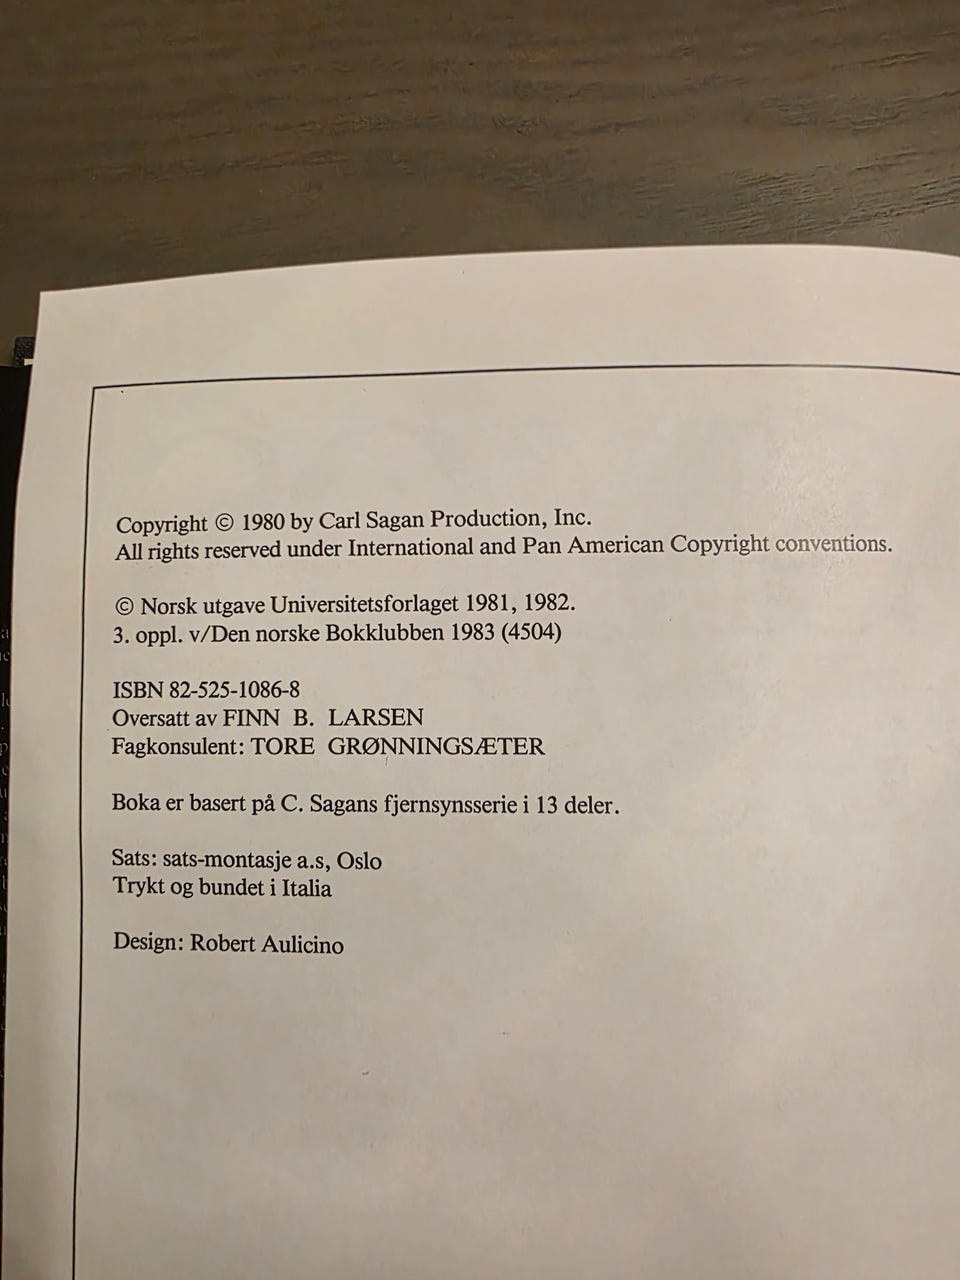 Copyright © 1980 by Carl Sagan Production, Inc.
All rights reserved under International and Pan American Copyright conventions.
© Norsk utgave Universitetsforlaget 1981, 1982.
3. oppl. v/Den norske Bokklubben 1983 (4504)
ISBN 82-525-1086-8
Oversatt av FINN B. LARSEN
Fagkonsulent: TORE GRØNNINGSÆTER
Boka er basert på C. Sagans fjernsynsserie i 13 deler.
Sats: sats-montasje a.s, Oslo
Trykt og bundet i Italia
Design: Robert Aulicino